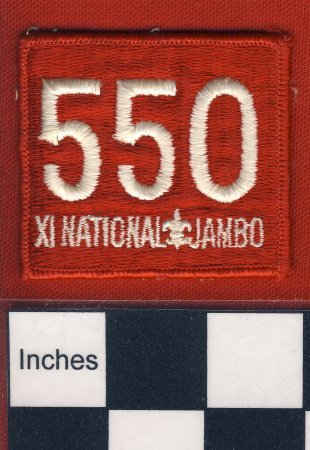 550
XI NATIONAL JAMBO
Inches